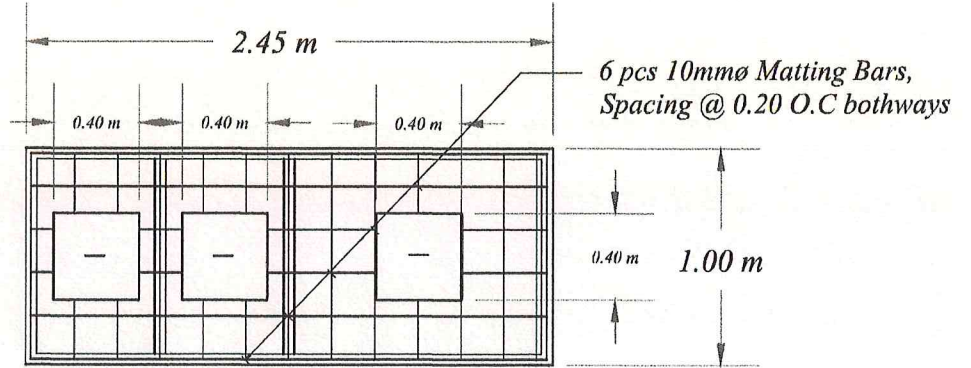 2.45 m
6 pcs 10mmø Matting Bars,
Spacing @ 0.20 O.C bothways
0.40 m
0.40 m
0.40 m
0.40 m
1.00 m